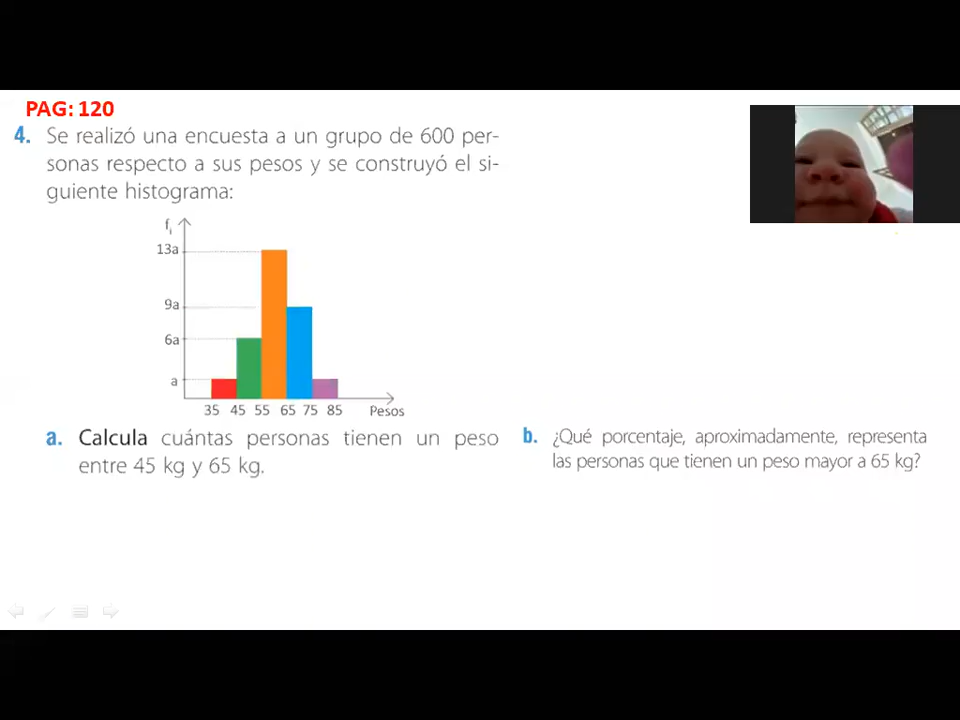 PAG: 120
4. Se realizó una encuesta a un grupo de 600 per-
sonas respecto a sus pesos y se construyó el si-
guiente histograma:
fi
13a
9a
6a
a
35 45 55 65 75 85 Pesos
a. Calcula cuántas personas tienen un peso
entre 45 kg y 65 kg.
b. ¿Qué porcentaje, aproximadamente, representa
las personas que tienen un peso mayor a 65 kg?